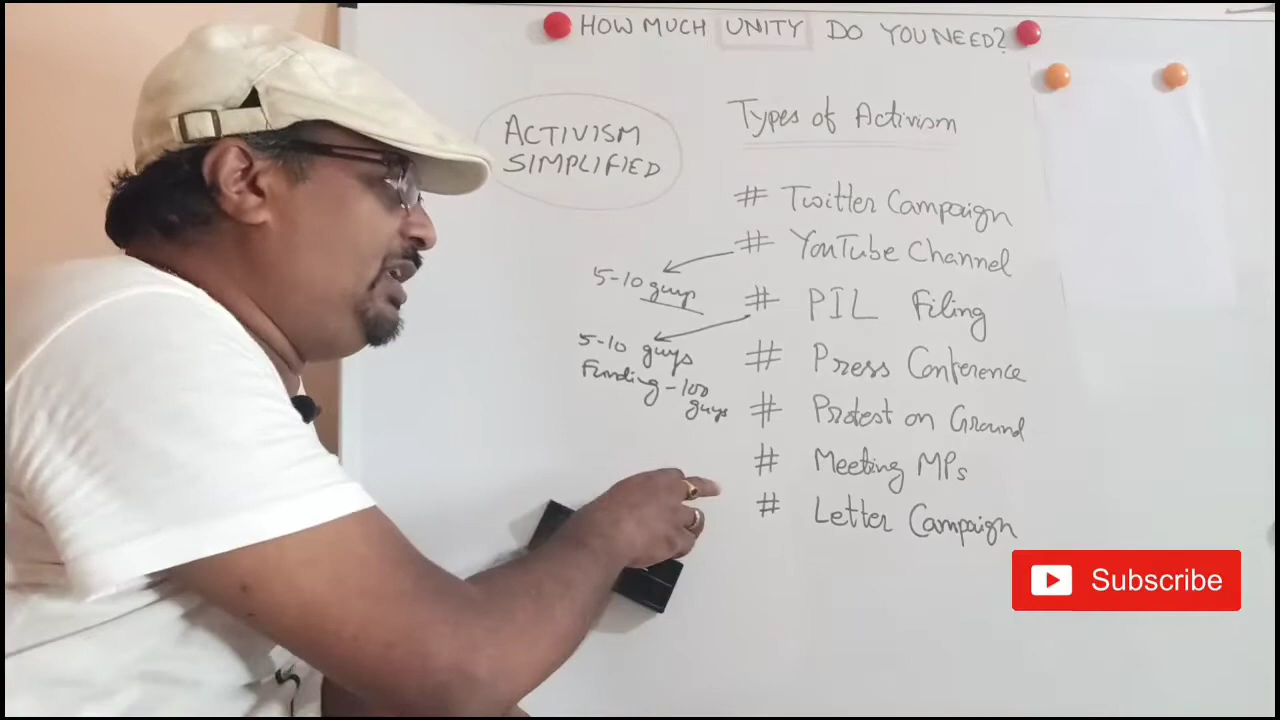 HOW MUCH UNITY DO YOU NEED?
ACTIVISM
SIMPLIFIED
Types of Activism
# Twitter Campaign
# YouTube Channel
5-10 guys
# PIL Filing
5-10 guys
Funding - 100
guys
# Press Conference
# Protest on Ground
# Meeting MPs
# Letter Campaign
Subscribe